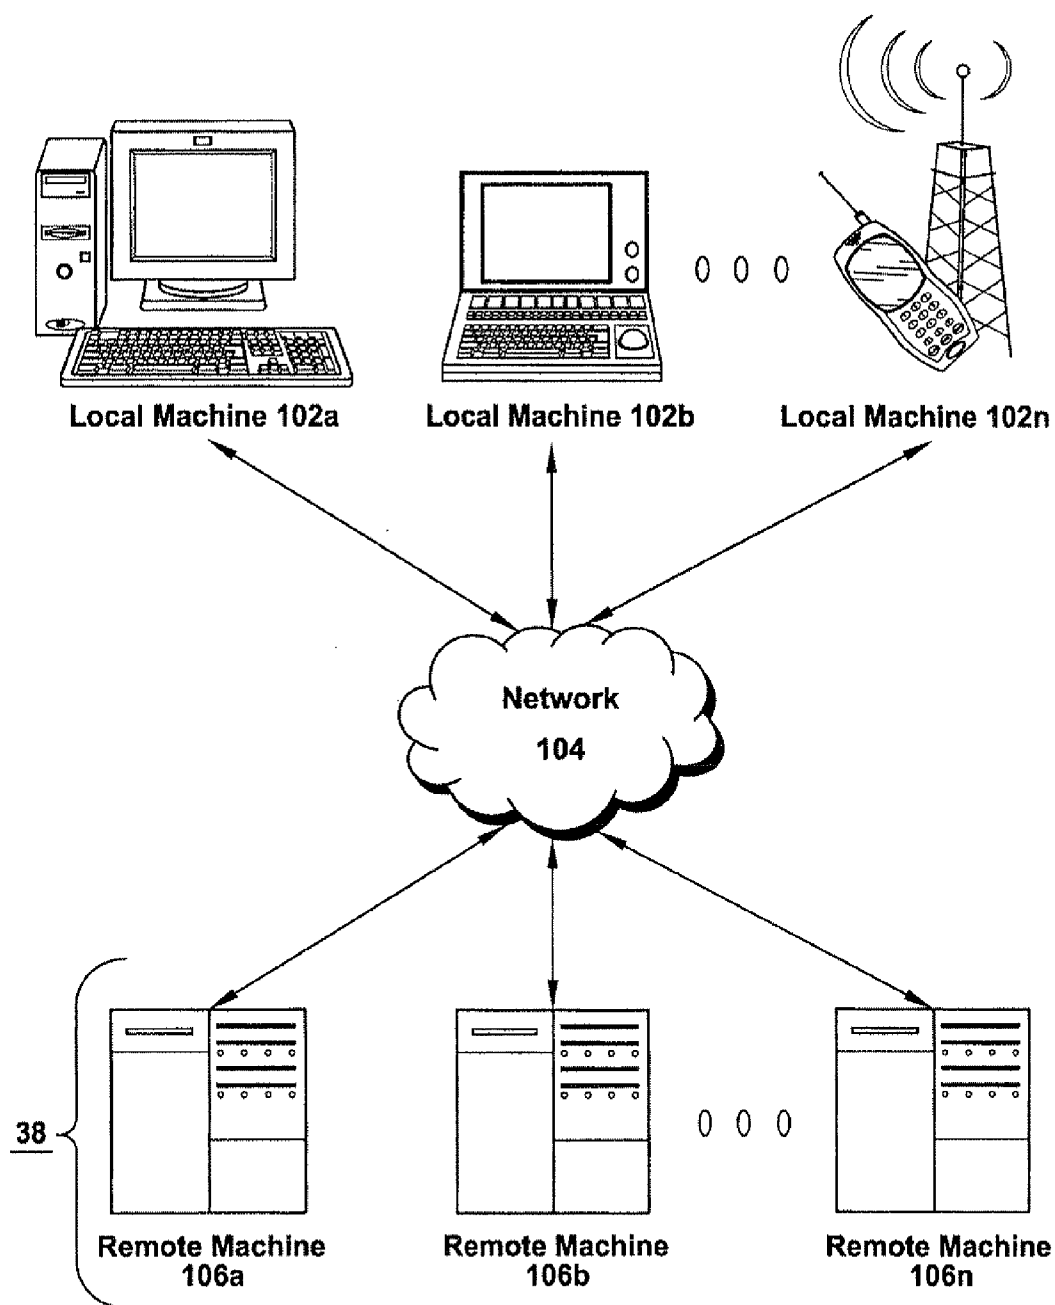 Local Machine 102a
Local Machine 102b
Local Machine 102n
Network
104
38
Remote Machine
106a
Remote Machine
106b
Remote Machine
106n